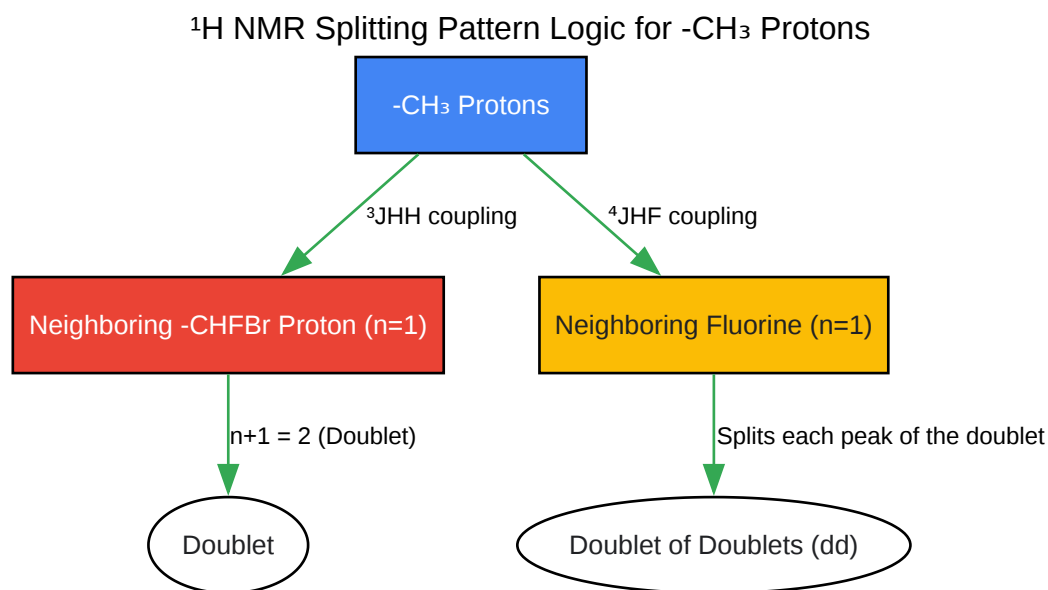 ¹H NMR Splitting Pattern Logic for -CH₃ Protons
-CH₃ Protons
³JHH coupling
⁴JHF coupling
Neighboring -CHFBr Proton (n=1)
Neighboring Fluorine (n=1)
n+1 = 2 (Doublet)
Splits each peak of the doublet
Doublet
Doublet of Doublets (dd)